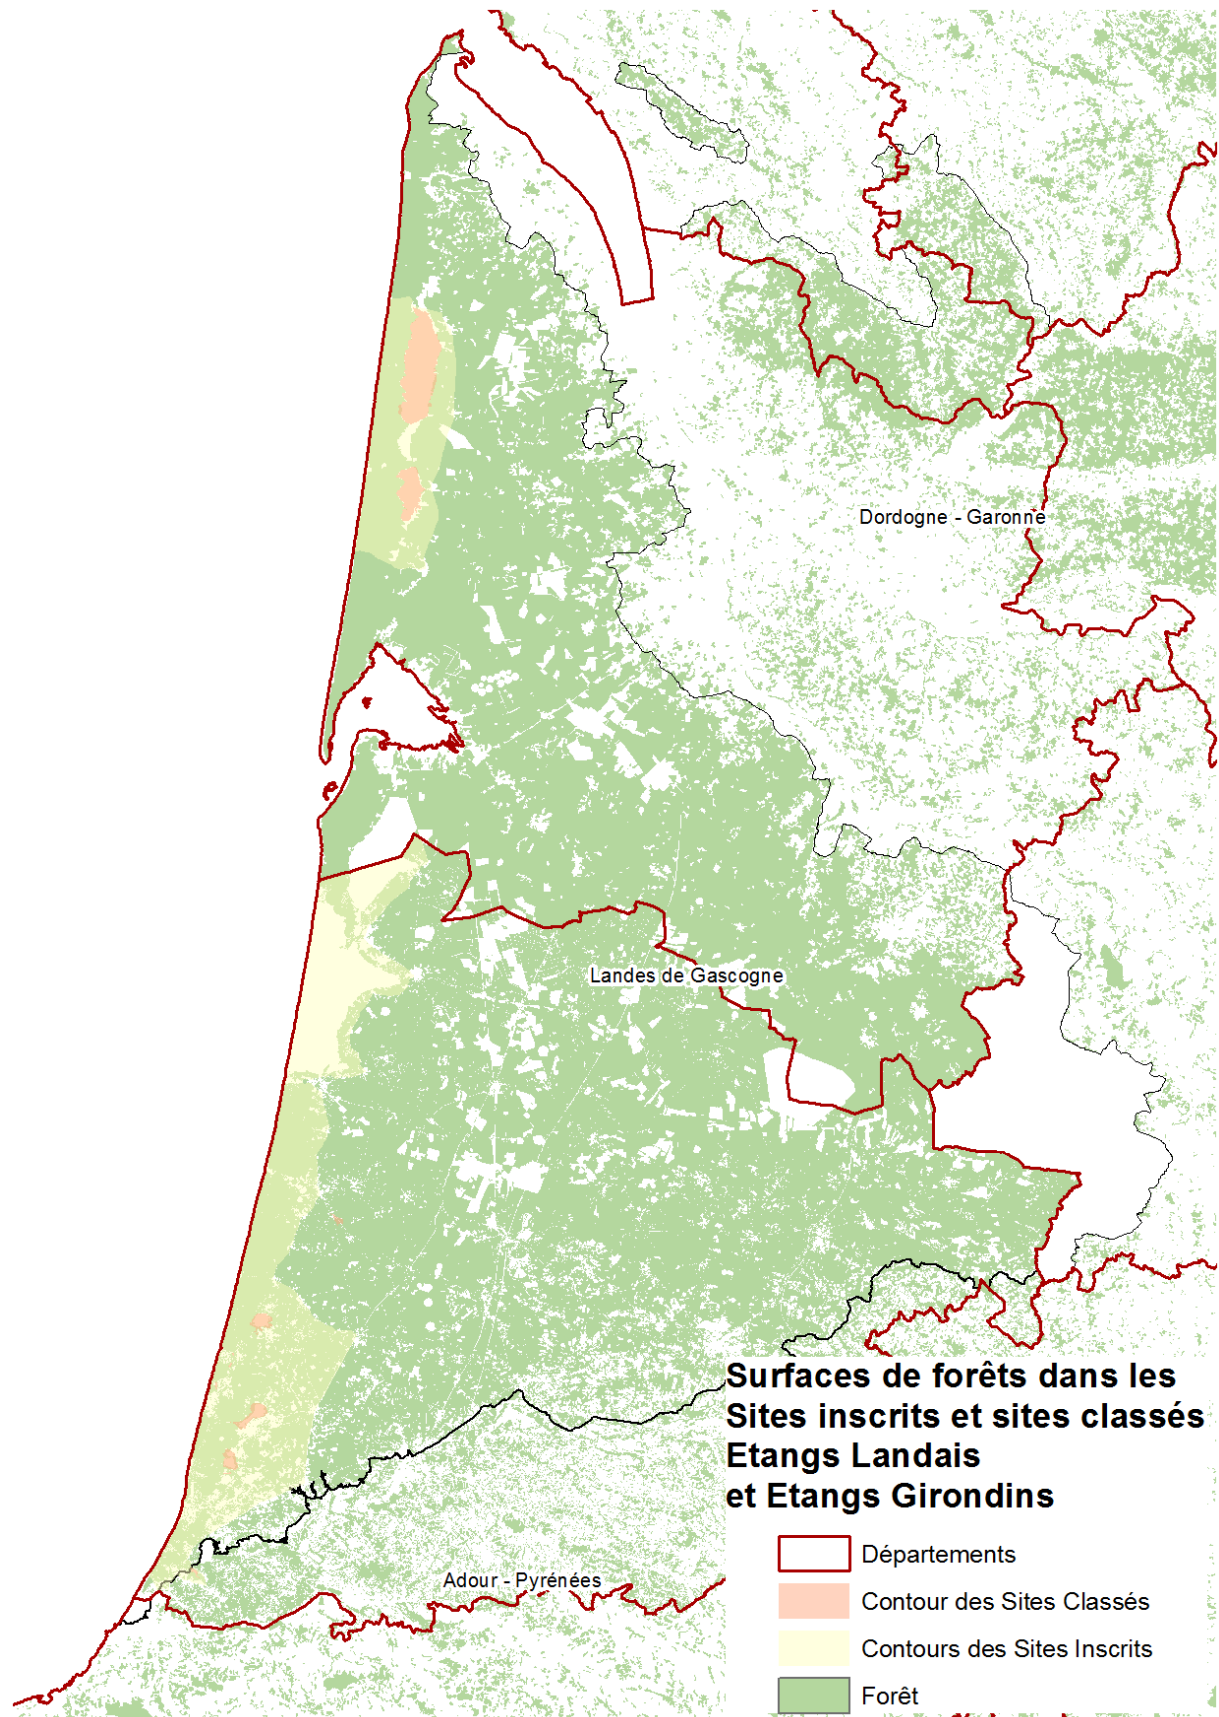 Dordogne - Garonne
Landes de Gascogne
Adour - Pyrénées
Surfaces de forêts dans les
Sites inscrits et sites classés
Etangs Landais
et Etangs Girondins
Départements
Contour des Sites Classés
Contours des Sites Inscrits
Forêt